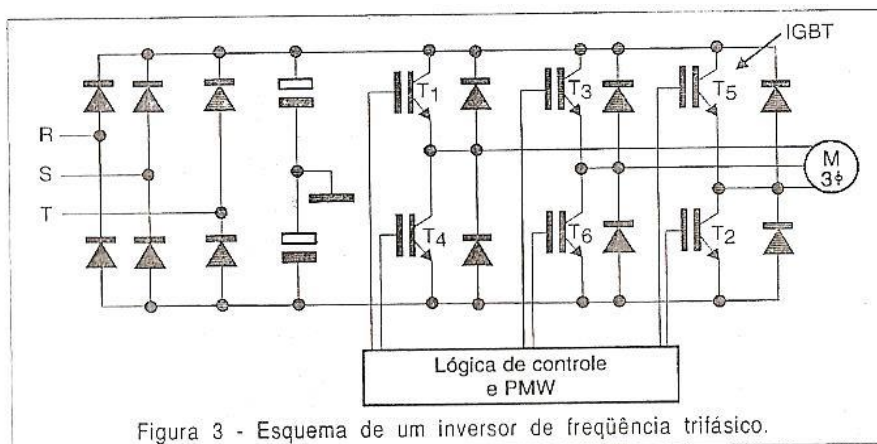 IGBT
T1
T3
T5
R
S
T
M
3ϕ
T4
T6
T2
Lógica de controle
e PMW
Figura 3 - Esquema de um inversor de freqüência trifásico.